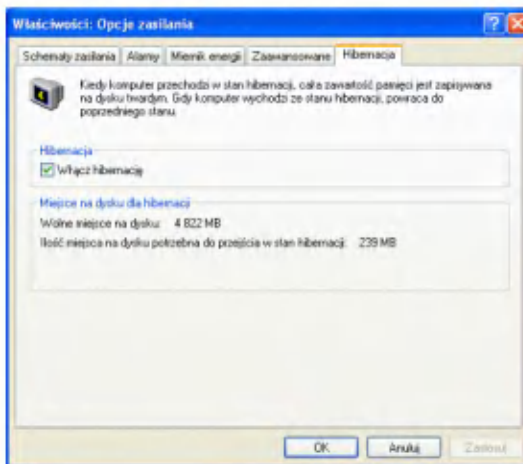 Właściwości: Opcje zasilania
Schematy zasilania Alarmy Miernik energii Zaawansowane Hibernacja
Kiedy komputer przechodzi w stan hibernacji, cała zawartość pamięci jest zapisywana
na dysku twardym. Gdy komputer wychodzi ze stanu hibernacji, powraca do
poprzedniego stanu.
Hibernacja
Włącz hibernację
Miejsce na dysku dla hibernacji
Wolne miejsce na dysku: 4 822 MB
Ilość miejsca na dysku potrzebna do przejścia w stan hibernacji: 239 MB
OK Anuluj Zastosuj